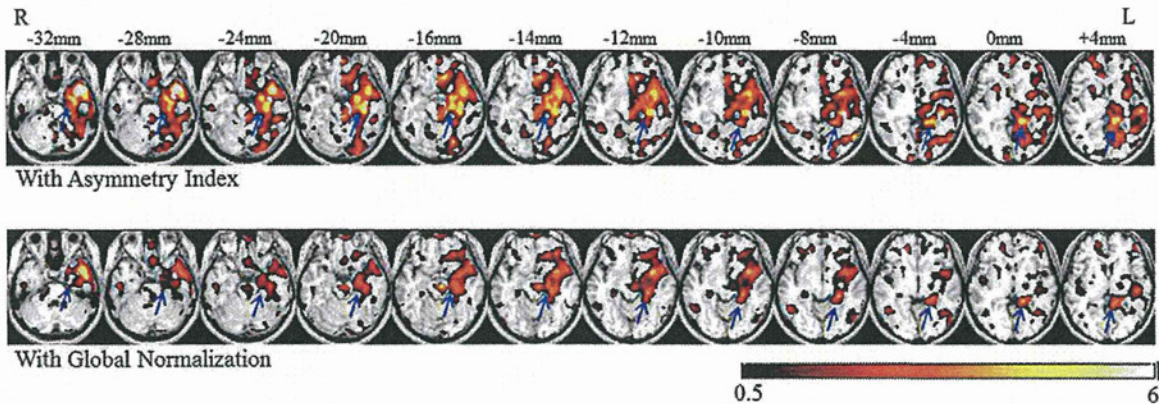 R L
-32mm -28mm -24mm -20mm -16mm -14mm -12mm -10mm -8mm -4mm 0mm +4mm
With Asymmetry Index
With Global Normalization
0.5 6